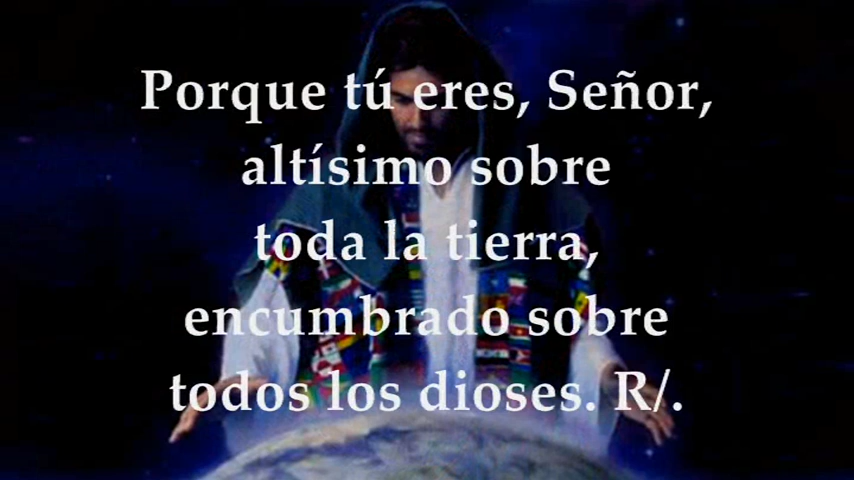 Porque tú eres, Señor,
altísimo sobre
toda la tierra,
encumbrado sobre
todos los dioses. R/.